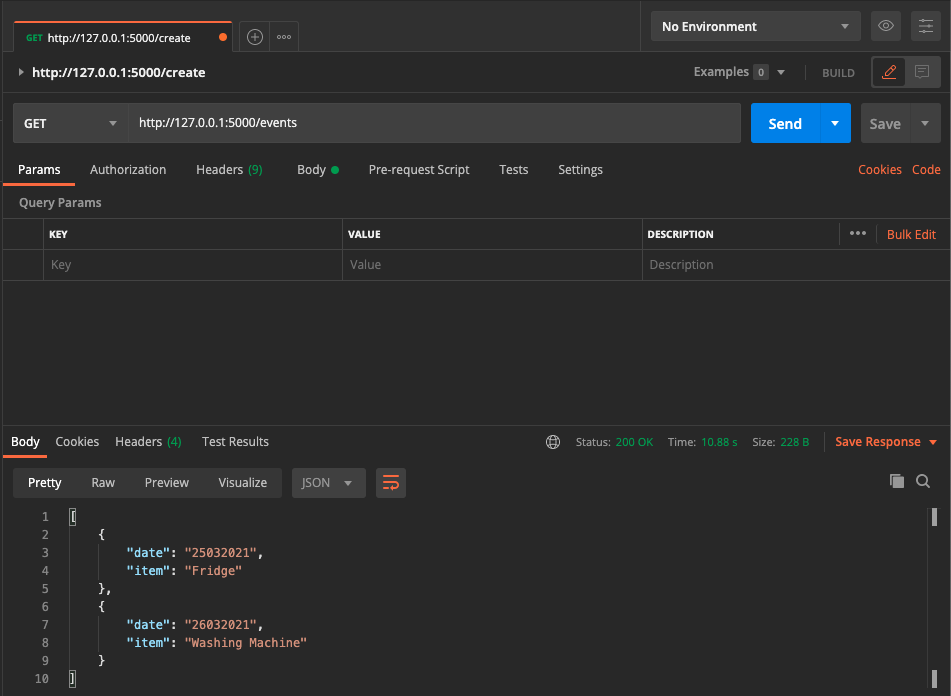 GET http://127.0.0.1:5000/create
No Environment
http://127.0.0.1:5000/create
Examples 0
BUILD
GET
http://127.0.0.1:5000/events
Send
Save
Params Authorization Headers (9) Body Pre-request Script Tests Settings Cookies Code
Query Params
KEY VALUE DESCRIPTION ••• Bulk Edit
Key Value Description
Body Cookies Headers (4) Test Results Status: 200 OK Time: 10.88 s Size: 228 B Save Response
Pretty Raw Preview Visualize JSON
1 [
2 {
3 "date": "25032021",
4 "item": "Fridge"
5 },
6 {
7 "date": "26032021",
8 "item": "Washing Machine"
9 }
10 ]